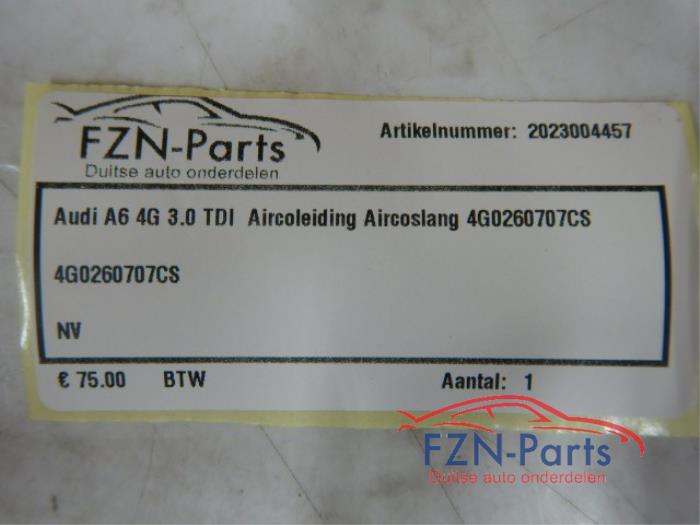 FZN-Parts
Duitse auto onderdelen
Artikelnummer: 2023004457
Audi A6 4G 3.0 TDI Aircoleiding Aircoslang 4G0260707CS
4G0260707CS
NV
€ 75.00 BTW Aantal: 1
FZN-Parts
Duitse auto onderdelen